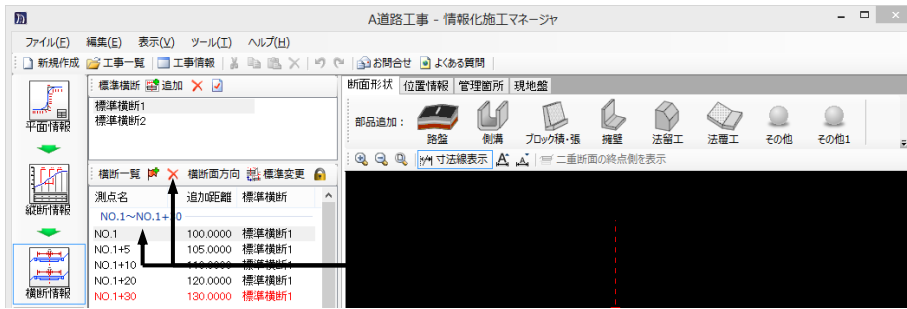 A道路工事 - 情報化施工マネージャ
ファイル(F) 編集(E) 表示(V) ツール(T) ヘルプ(H)
新規作成 工事一覧 工事情報 お問合せ よくある質問
平面情報
縦断情報
横断情報
標準横断 追加
標準横断1
標準横断2
横断一覧 横断面方向 標準変更
測点名 追加距離 標準横断
NO.1~NO.1+30
NO.1 100.0000 標準横断1
NO.1+5 105.0000 標準横断1
NO.1+10 110.0000 標準横断1
NO.1+20 120.0000 標準横断1
NO.1+30 130.0000 標準横断1
断面形状 位置情報 管理箇所 現地盤
部品追加: 路盤 側溝 ブロック積・張 擁壁 法留工 法覆工 その他 その他1
寸法線表示 A A 二重断面の終点側を表示